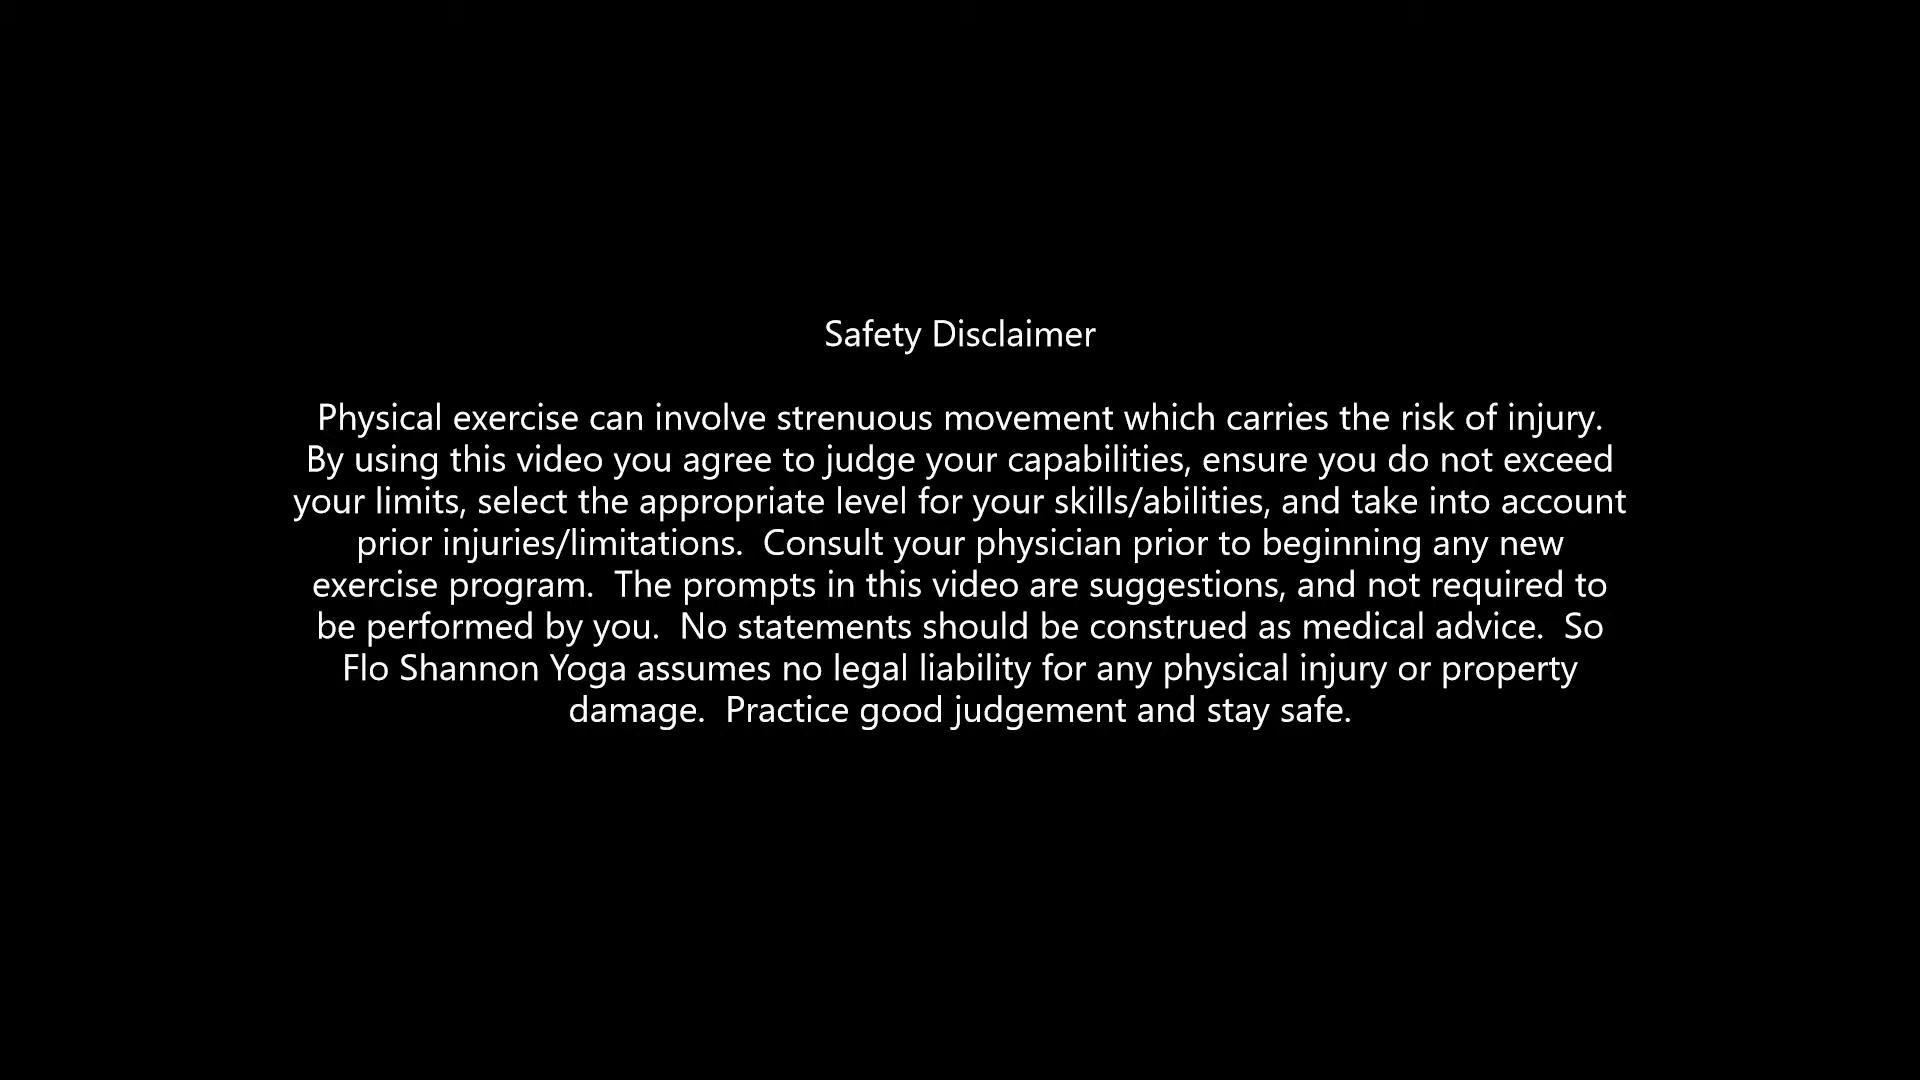 Safety Disclaimer
Physical exercise can involve strenuous movement which carries the risk of injury.
By using this video you agree to judge your capabilities, ensure you do not exceed
your limits, select the appropriate level for your skills/abilities, and take into account
prior injuries/limitations.  Consult your physician prior to beginning any new
exercise program.  The prompts in this video are suggestions, and not required to
be performed by you.  No statements should be construed as medical advice.  So
Flo Shannon Yoga assumes no legal liability for any physical injury or property
damage.  Practice good judgement and stay safe.